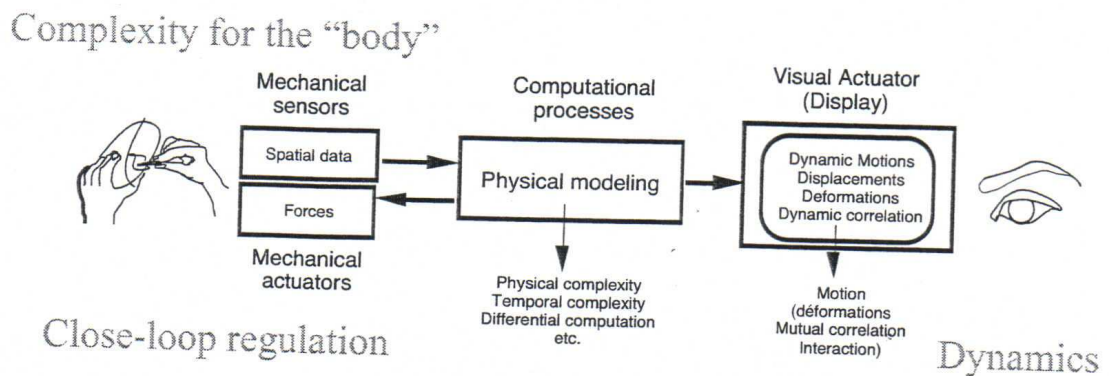 Complexity for the “body”
Mechanical
sensors
Spatial data
Forces
Mechanical
actuators
Close-loop regulation
Computational
processes
Physical modeling
Physical complexity
Temporal complexity
Differential computation
etc.
Visual Actuator
(Display)
Dynamic Motions
Displacements
Deformations
Dynamic correlation
Motion
(déformations
Mutual correlation
Interaction)
Dynamics